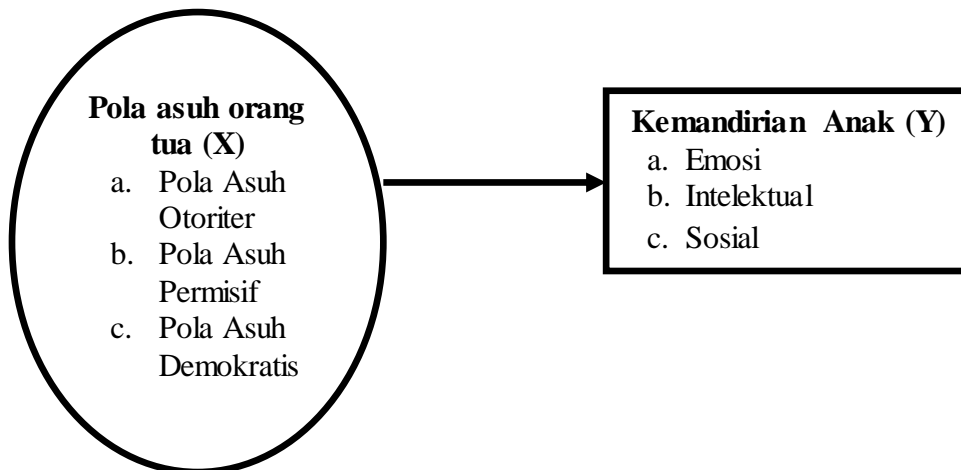 Pola asuh orang
tua (X)
a. Pola Asuh
Otoriter
b. Pola Asuh
Permisif
c. Pola Asuh
Demokratis
Kemandirian Anak (Y)
a. Emosi
b. Intelektual
c. Sosial